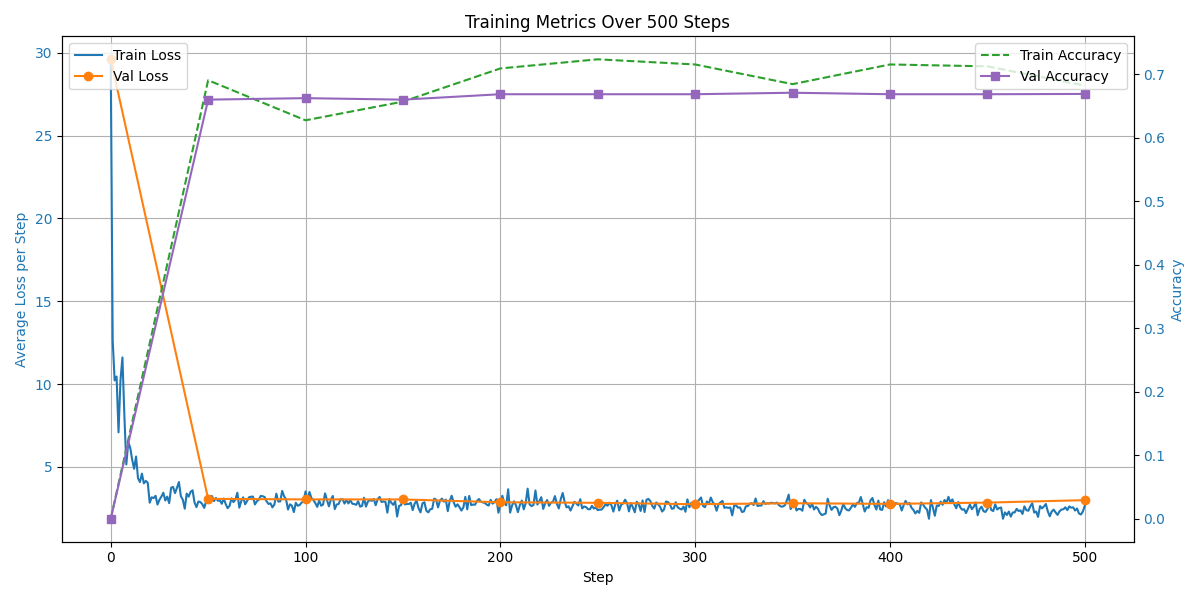 Training Metrics Over 500 Steps
Train Loss
Val Loss
Train Accuracy
Val Accuracy
30
25
20
15
10
5
Average Loss per Step
0.7
0.6
0.5
0.4
0.3
0.2
0.1
0.0
Accuracy
0 100 200 300 400 500
Step